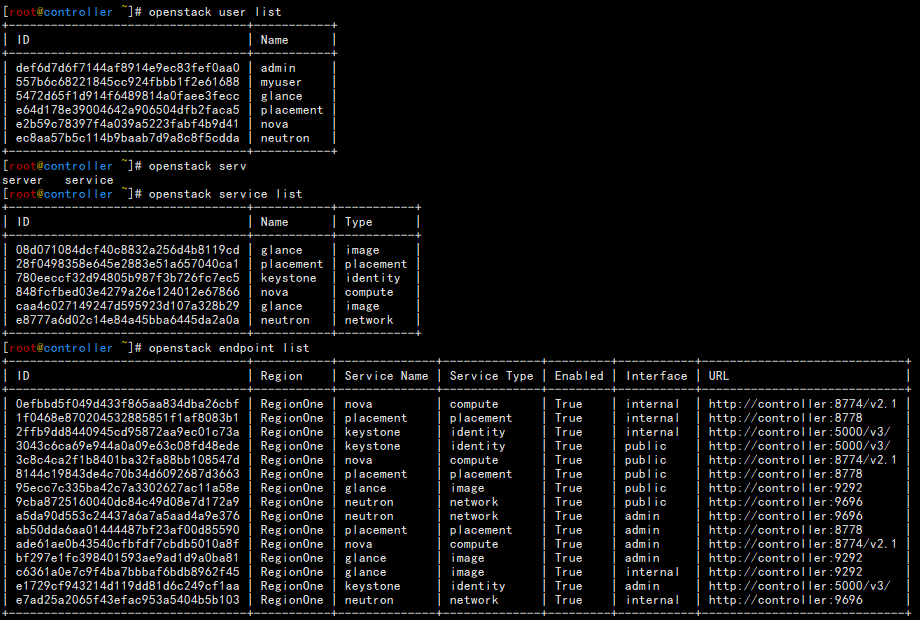 [root@controller ~]# openstack user list
+----------------------------------+-----------+
| ID                               | Name      |
+----------------------------------+-----------+
| def6d7d6f7144af8914e9ec83fef0aa0 | admin     |
| 557b6c68221845cc924fbbb1f2e61688 | myuser    |
| 5472d65f1d914f6489814a0faee3fecc | glance    |
| e64d178e39004642a906504dfb2faca5 | placement |
| e2b59c78397f4a039a5223fabf4b9d41 | nova      |
| ec8aa57b5c114b9baab7d9a8c8f5cdda | neutron   |
+----------------------------------+-----------+
[root@controller ~]# openstack serv
server   service
[root@controller ~]# openstack service list
+----------------------------------+-----------+-----------+
| ID                               | Name      | Type      |
+----------------------------------+-----------+-----------+
| 08d071084dcf40c8832a256d4b8119cd | glance    | image     |
| 28f0498358e645e2883e51a657040ca1 | placement | placement |
| 780eeccf32d94805b987f3b726fc7ec5 | keystone  | identity  |
| 848fcfbed03e4279a26e124012e67866 | nova      | compute   |
| caa4c027149247d595923d107a328b29 | glance    | image     |
| e8777a6d02c14e84a45bba6445da2a0a | neutron   | network   |
+----------------------------------+-----------+-----------+
[root@controller ~]# openstack endpoint list
+----------------------------------+-----------+--------------+--------------+---------+-----------+-----------------------------+
| ID                               | Region    | Service Name | Service Type | Enabled | Interface | URL                         |
+----------------------------------+-----------+--------------+--------------+---------+-----------+-----------------------------+
| 0efbbd5f049d433f865aa834dba26cbf | RegionOne | nova         | compute      | True    | internal  | http://controller:8774/v2.1 |
| 1f0468e870204532885851f1af8083b1 | RegionOne | placement    | placement    | True    | internal  | http://controller:8778      |
| 2ffb9dd8440945cd95872aa9ec01c73a | RegionOne | keystone     | identity     | True    | internal  | http://controller:5000/v3/  |
| 3043c6ca69e944a0a09e63c08fd48ede | RegionOne | keystone     | identity     | True    | public    | http://controller:5000/v3/  |
| 3c8c4ca2f1b8401ba32fa88bb108547d | RegionOne | nova         | compute      | True    | public    | http://controller:8774/v2.1 |
| 8144c19843de4c70b34d6092687d3663 | RegionOne | placement    | placement    | True    | public    | http://controller:8778      |
| 95ecc7c335ba42c7a3302627ac11a58e | RegionOne | glance       | image        | True    | public    | http://controller:9292      |
| 9cba8725160040dc84c49d08e7d172a9 | RegionOne | neutron      | network      | True    | public    | http://controller:9696      |
| a5da90d553c24437a6a7a5aad4a9e376 | RegionOne | neutron      | network      | True    | admin     | http://controller:9696      |
| ab50dda6aa01444487bf23af00d85590 | RegionOne | placement    | placement    | True    | admin     | http://controller:8778      |
| ade61ae0b43540cfbfdf7cbdb5010a8f | RegionOne | nova         | compute      | True    | admin     | http://controller:8774/v2.1 |
| bf297e1fc398401593ae9ad1d9a0ba81 | RegionOne | glance       | image        | True    | admin     | http://controller:9292      |
| c6361a0e7c9f4ba7bbbaf6bdb8962f45 | RegionOne | glance       | image        | True    | internal  | http://controller:9292      |
| e1729cf943214d119dd81d6c249cf1aa | RegionOne | keystone     | identity     | True    | admin     | http://controller:5000/v3/  |
| e7ad25a2065f43efac953a5404b5b103 | RegionOne | neutron      | network      | True    | internal  | http://controller:9696      |
+----------------------------------+-----------+--------------+--------------+---------+-----------+-----------------------------+